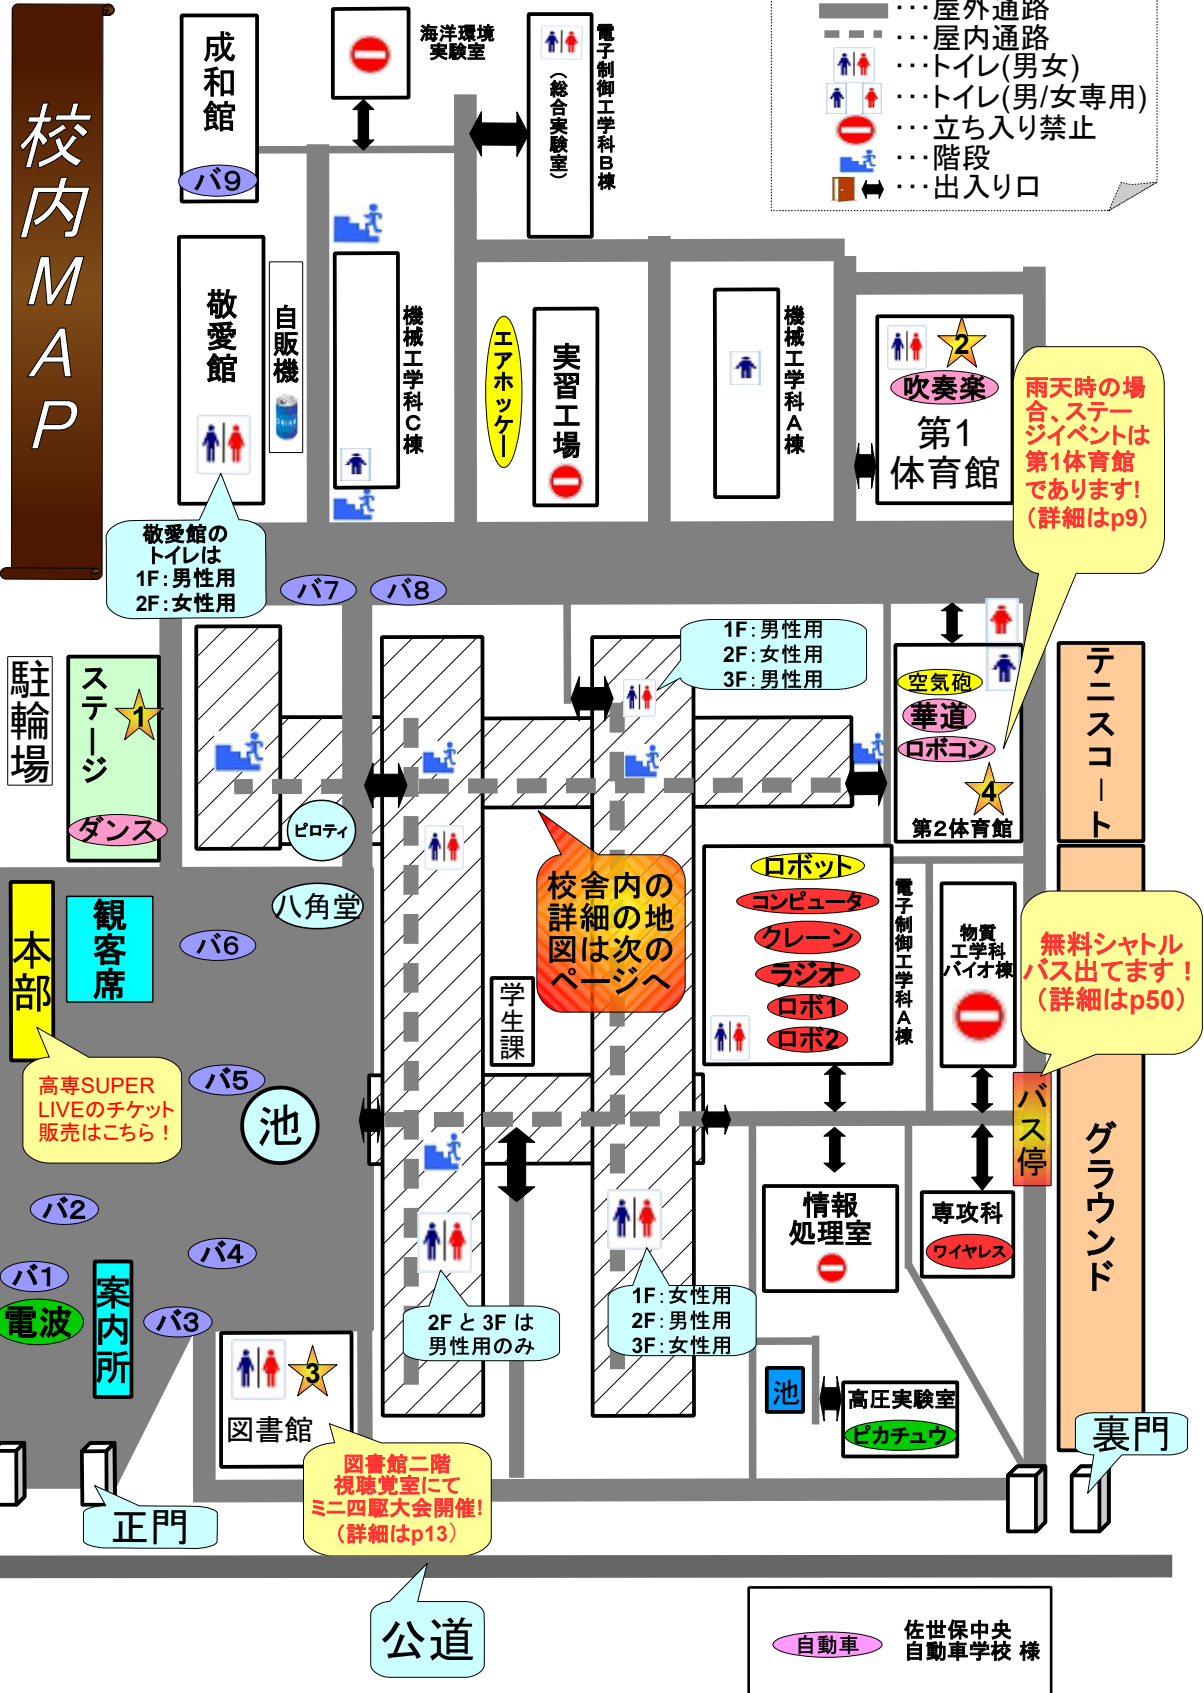 校内MAP
成和館
バ9
海洋環境
実験室
電子制御工学科B棟
（総合実験室）
･･･屋外通路
･･･屋内通路
･･･トイレ(男女)
･･･トイレ(男/女専用)
･･･立ち入り禁止
･･･階段
･･･出入り口
敬愛館
自販機
機械工学科C棟
エアホッケー
実習工場
機械工学科A棟
2
吹奏楽
第1
体育館
雨天時の場
合、ステー
ジイベントは
第1体育館
であります!
（詳細はp9）
敬愛館の
トイレは
1F：男性用
2F：女性用
バ7
バ8
1F：男性用
2F：女性用
3F：男性用
駐輪場
ステージ
1
ダンス
ピロティ
空気砲
華道
ロボコン
4
第2体育館
テニスコート
八角堂
本部
観客席
バ6
校舎内の
詳細の地
図は次の
ページへ
学生課
ロボット
コンピュータ
クレーン
ラジオ
ロボ1
ロボ2
電子制御工学科A棟
物質
工学科
バイオ棟
無料シャトル
バス出てます！
（詳細はp50）
高専SUPER
LIVEのチケット
販売はこちら！
バ5
池
バス停
グラウンド
バ2
バ4
バ1
電波
案内所
バ3
情報
処理室
専攻科
ワイヤレス
2Fと3Fは
男性用のみ
1F：女性用
2F：男性用
3F：女性用
3
図書館
池
高圧実験室
ピカチュウ
裏門
図書館二階
視聴覚室にて
ミニ四駆大会開催!
（詳細はp13）
正門
公道
自動車
佐世保中央
自動車学校 様